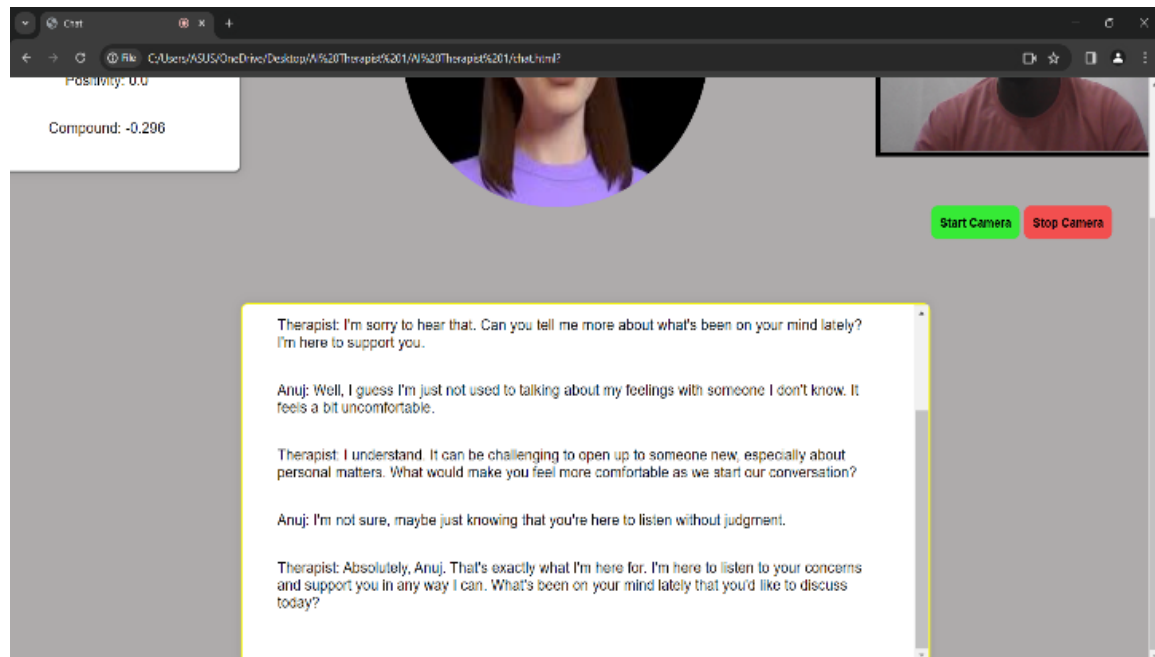 Chat
File C:/Users/ASUS/OneDrive/Desktop/AI%20Therapist%201/AI%20Therapist%201/chat.html?
Positivity: 0.0
Compound: -0.296
Start Camera Stop Camera
Therapist: I'm sorry to hear that. Can you tell me more about what's been on your mind lately?
I'm here to support you.
Anuj: Well, I guess I'm just not used to talking about my feelings with someone I don't know. It
feels a bit uncomfortable.
Therapist: I understand. It can be challenging to open up to someone new, especially about
personal matters. What would make you feel more comfortable as we start our conversation?
Anuj: I'm not sure, maybe just knowing that you're here to listen without judgment.
Therapist: Absolutely, Anuj. That's exactly what I'm here for. I'm here to listen to your concerns
and support you in any way I can. What's been on your mind lately that you'd like to discuss
today?